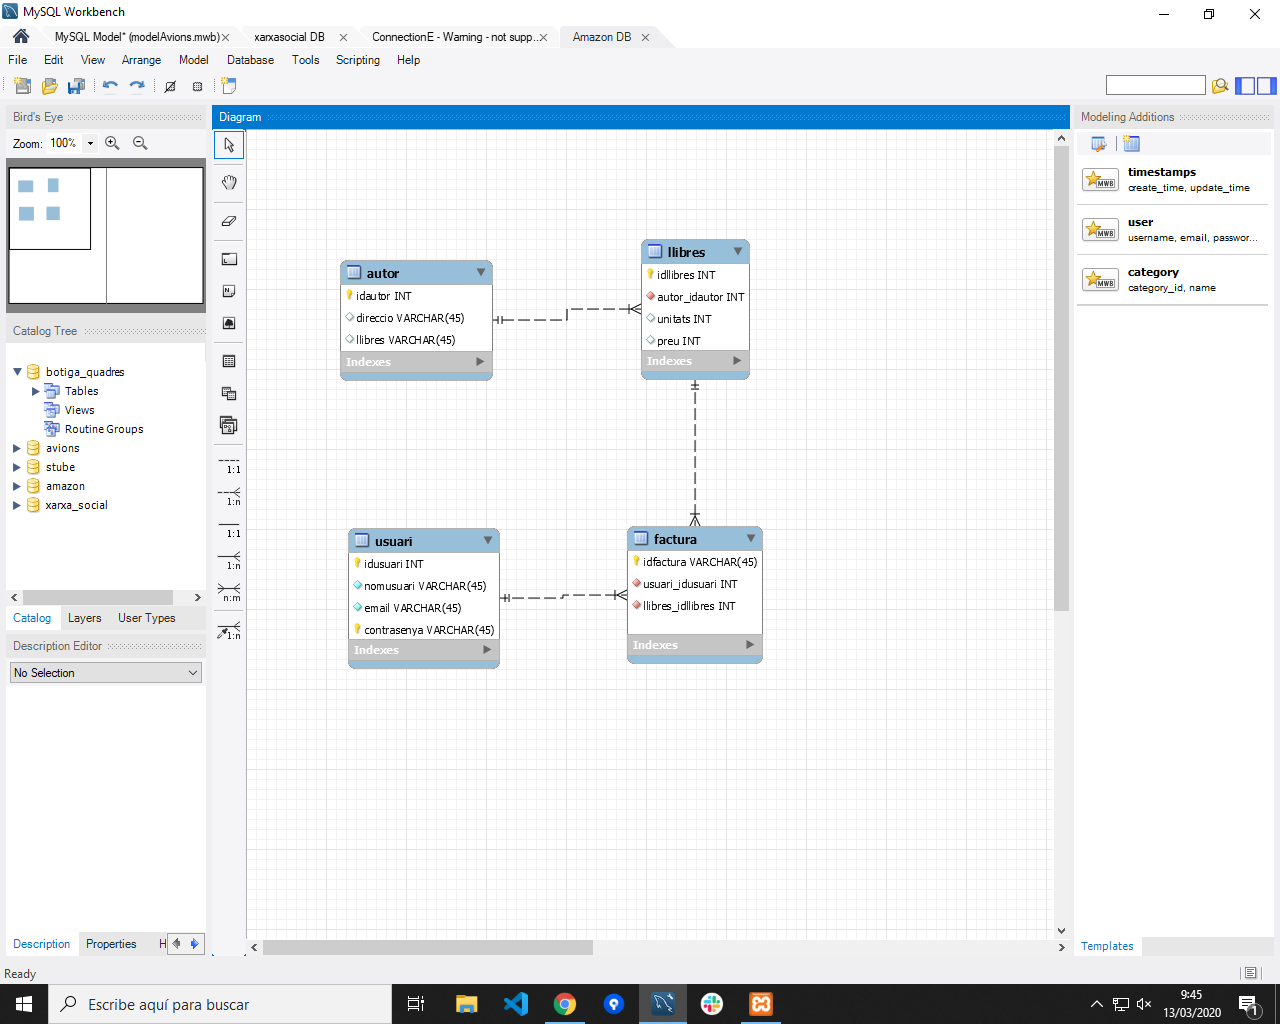 MySQL Workbench
MySQL Model* (modelAvions.mwb)
xarxasocial DB
ConnectionE - Warning - not supp...
Amazon DB
File Edit View Arrange Model Database Tools Scripting Help
Bird's Eye
Zoom: 100%
Catalog Tree
botiga_quadres
Tables
Views
Routine Groups
avions
stube
amazon
xarxa_social
Catalog Layers User Types
Description Editor
No Selection
Description Properties H
Diagram
1:1
1:n
1:1
1:n
n:m
1:n
autor
idautor INT
direccio VARCHAR(45)
llibres VARCHAR(45)
Indexes
llibres
idllibres INT
autor_idautor INT
unitats INT
preu INT
Indexes
usuari
idusuari INT
nomusuari VARCHAR(45)
email VARCHAR(45)
contrasenya VARCHAR(45)
Indexes
factura
idfactura VARCHAR(45)
usuari_idusuari INT
llibres_idllibres INT
Indexes
Modeling Additions
MWB
timestamps
create_time, update_time
MWB
user
username, email, passwor...
MWB
category
category_id, name
Templates
Ready
Escribe aquí para buscar
9:45
13/03/2020
1